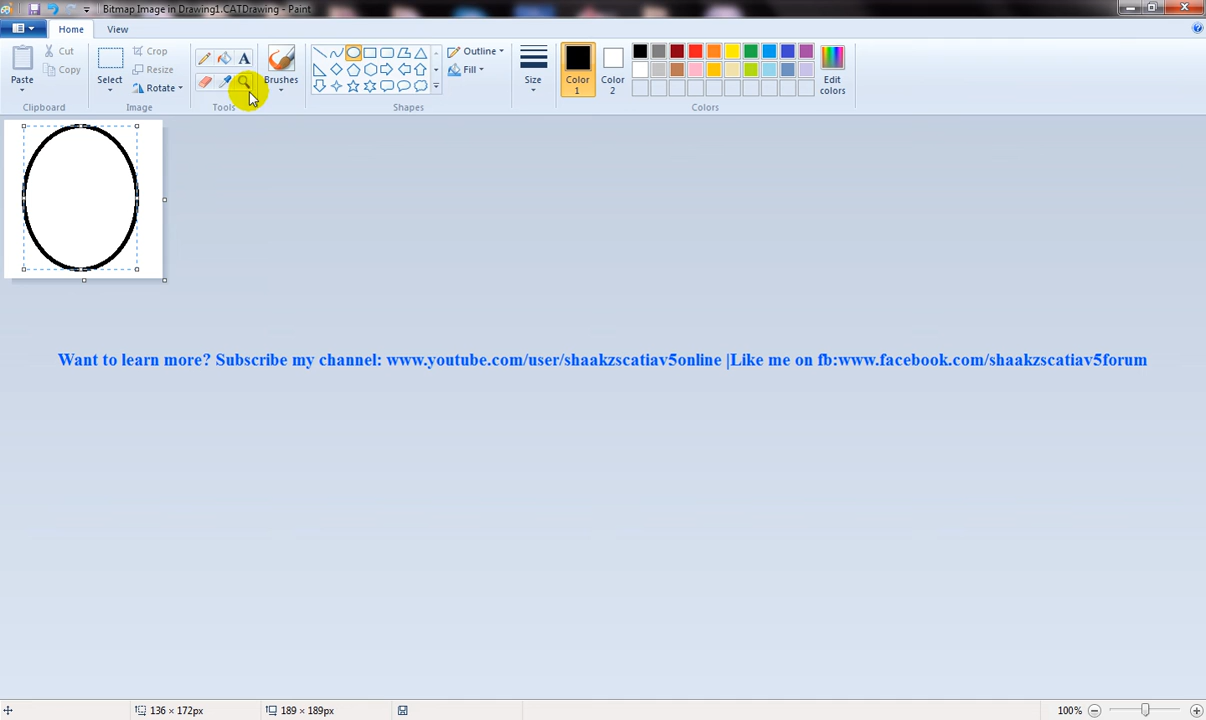 Bitmap Image in Drawing1.CATDrawing - Paint
Home View
Paste Cut Copy Select Crop Resize Rotate Brushes Outline Fill Size Color 1 Color 2 Edit colors
Clipboard Image Tools Shapes Colors
Want to learn more? Subscribe my channel: www.youtube.com/user/shaakzscatiav5online |Like me on fb:www.facebook.com/shaakzscatiav5forum
136 × 172px 189 × 189px 100%